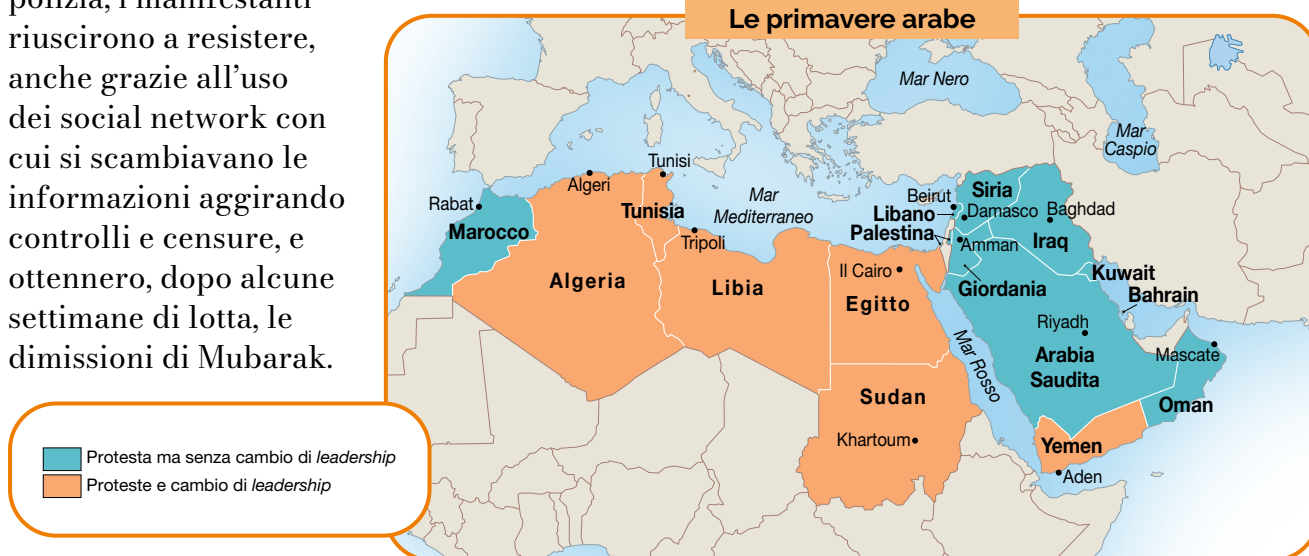 polizia, i manifestanti
riuscirono a resistere,
anche grazie all’uso
dei social network con
cui si scambiavano le
informazioni aggirando
controlli e censure, e
ottennero, dopo alcune
settimane di lotta, le
dimissioni di Mubarak.
Le primavere arabe
Mar Nero
Mar
Caspio
Tunisi
Algeri
Rabat
Marocco
Tunisia
Tripoli
Mar
Mediterraneo
Algeria
Libia
Beirut
Siria
Libano
Damasco
Baghdad
Palestina
Amman
Iraq
Il Cairo
Egitto
Giordania
Kuwait
Bahrain
Riyadh
Arabia
Saudita
Mascate
Mar Rosso
Oman
Sudan
Khartoum
Yemen
Aden
Protesta ma senza cambio di leadership
Proteste e cambio di leadership